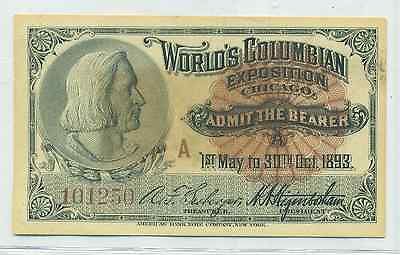 WORLD'S COLUMBIAN
EXPOSITION
CHICAGO.
ADMIT THE BEARER
A
A
1ST MAY TO 30TH OCT. 1893.
101250
TREASURER.
PRESIDENT.
AMERICAN BANK NOTE COMPANY, NEW YORK.